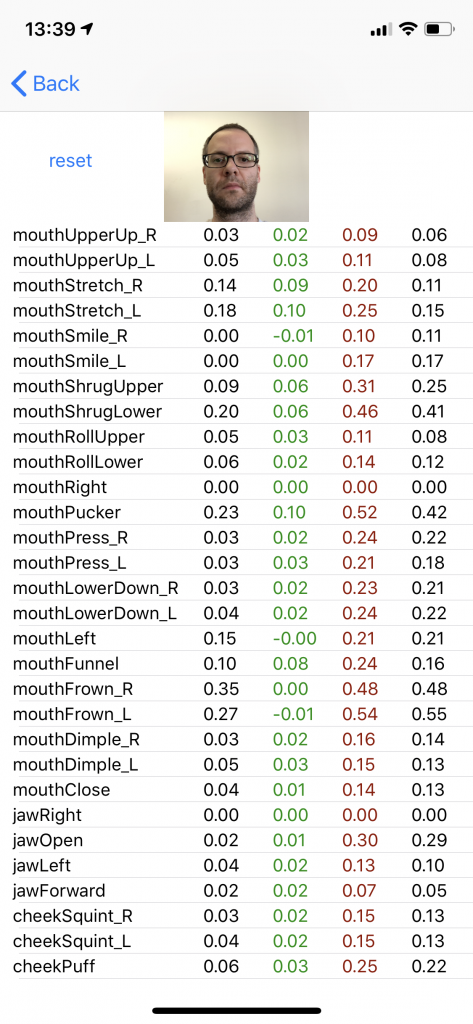 13:39
Back
reset
mouthUpperUp_R 0.03 0.02 0.09 0.06
mouthUpperUp_L 0.05 0.03 0.11 0.08
mouthStretch_R 0.14 0.09 0.20 0.11
mouthStretch_L 0.18 0.10 0.25 0.15
mouthSmile_R 0.00 -0.01 0.10 0.11
mouthSmile_L 0.00 0.00 0.17 0.17
mouthShrugUpper 0.09 0.06 0.31 0.25
mouthShrugLower 0.20 0.06 0.46 0.41
mouthRollUpper 0.05 0.03 0.11 0.08
mouthRollLower 0.06 0.02 0.14 0.12
mouthRight 0.00 0.00 0.00 0.00
mouthPucker 0.23 0.10 0.52 0.42
mouthPress_R 0.03 0.02 0.24 0.22
mouthPress_L 0.03 0.03 0.21 0.18
mouthLowerDown_R 0.03 0.02 0.23 0.21
mouthLowerDown_L 0.04 0.02 0.24 0.22
mouthLeft 0.15 -0.00 0.21 0.21
mouthFunnel 0.10 0.08 0.24 0.16
mouthFrown_R 0.35 0.00 0.48 0.48
mouthFrown_L 0.27 -0.01 0.54 0.55
mouthDimple_R 0.03 0.02 0.16 0.14
mouthDimple_L 0.05 0.03 0.15 0.13
mouthClose 0.04 0.01 0.14 0.13
jawRight 0.00 0.00 0.00 0.00
jawOpen 0.02 0.01 0.30 0.29
jawLeft 0.04 0.02 0.13 0.10
jawForward 0.02 0.02 0.07 0.05
cheekSquint_R 0.03 0.02 0.15 0.13
cheekSquint_L 0.04 0.02 0.15 0.13
cheekPuff 0.06 0.03 0.25 0.22